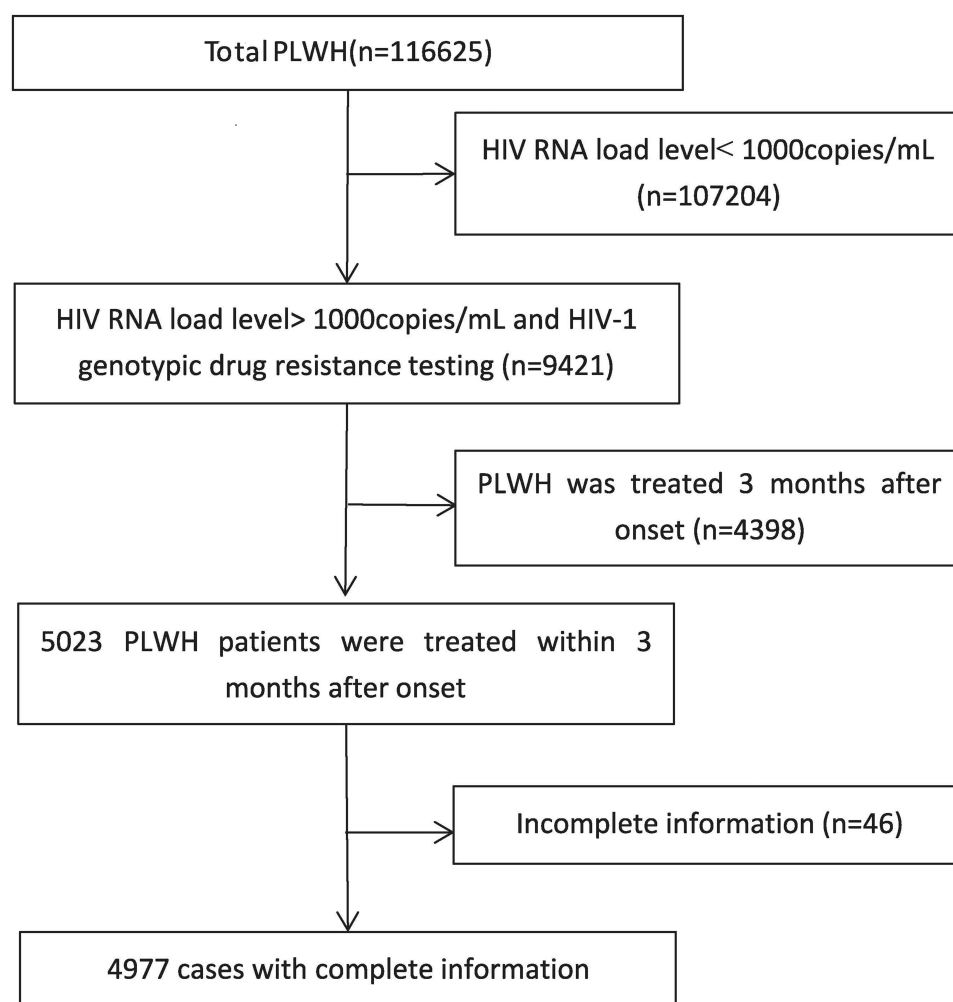 Total PLWH(n=116625)
HIV RNA load level< 1000copies/mL
(n=107204)
HIV RNA load level> 1000copies/mL and HIV-1
genotypic drug resistance testing (n=9421)
PLWH was treated 3 months after
onset (n=4398)
5023 PLWH patients were treated within 3
months after onset
Incomplete information (n=46)
4977 cases with complete information